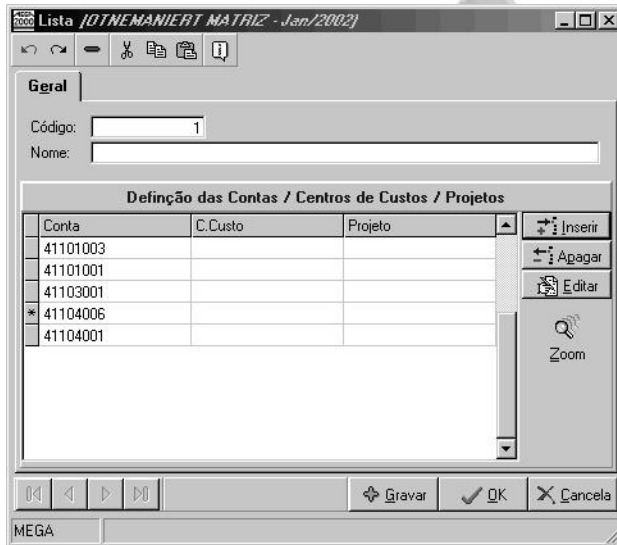 Lista [OTNEMANIERT MATRIZ - Jan/2002]
Geral
Código: 1
Nome:
Definção das Contas / Centros de Custos / Projetos
Conta C.Custo Projeto
41101003
41101001
41103001
* 41104006
41104001
Inserir
Apagar
Editar
Zoom
Gravar OK Cancela
MEGA